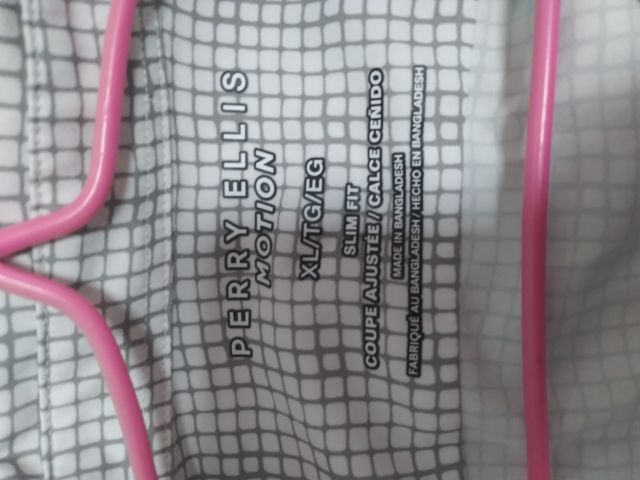 PERRY ELLIS
MOTION
XL/TG/EG
SLIM FIT
COUPE AJUSTÉE / CALCE CEÑIDO
MADE IN BANGLADESH
FABRIQUÉ AU BANGLADESH / HECHO EN BANGLADESH